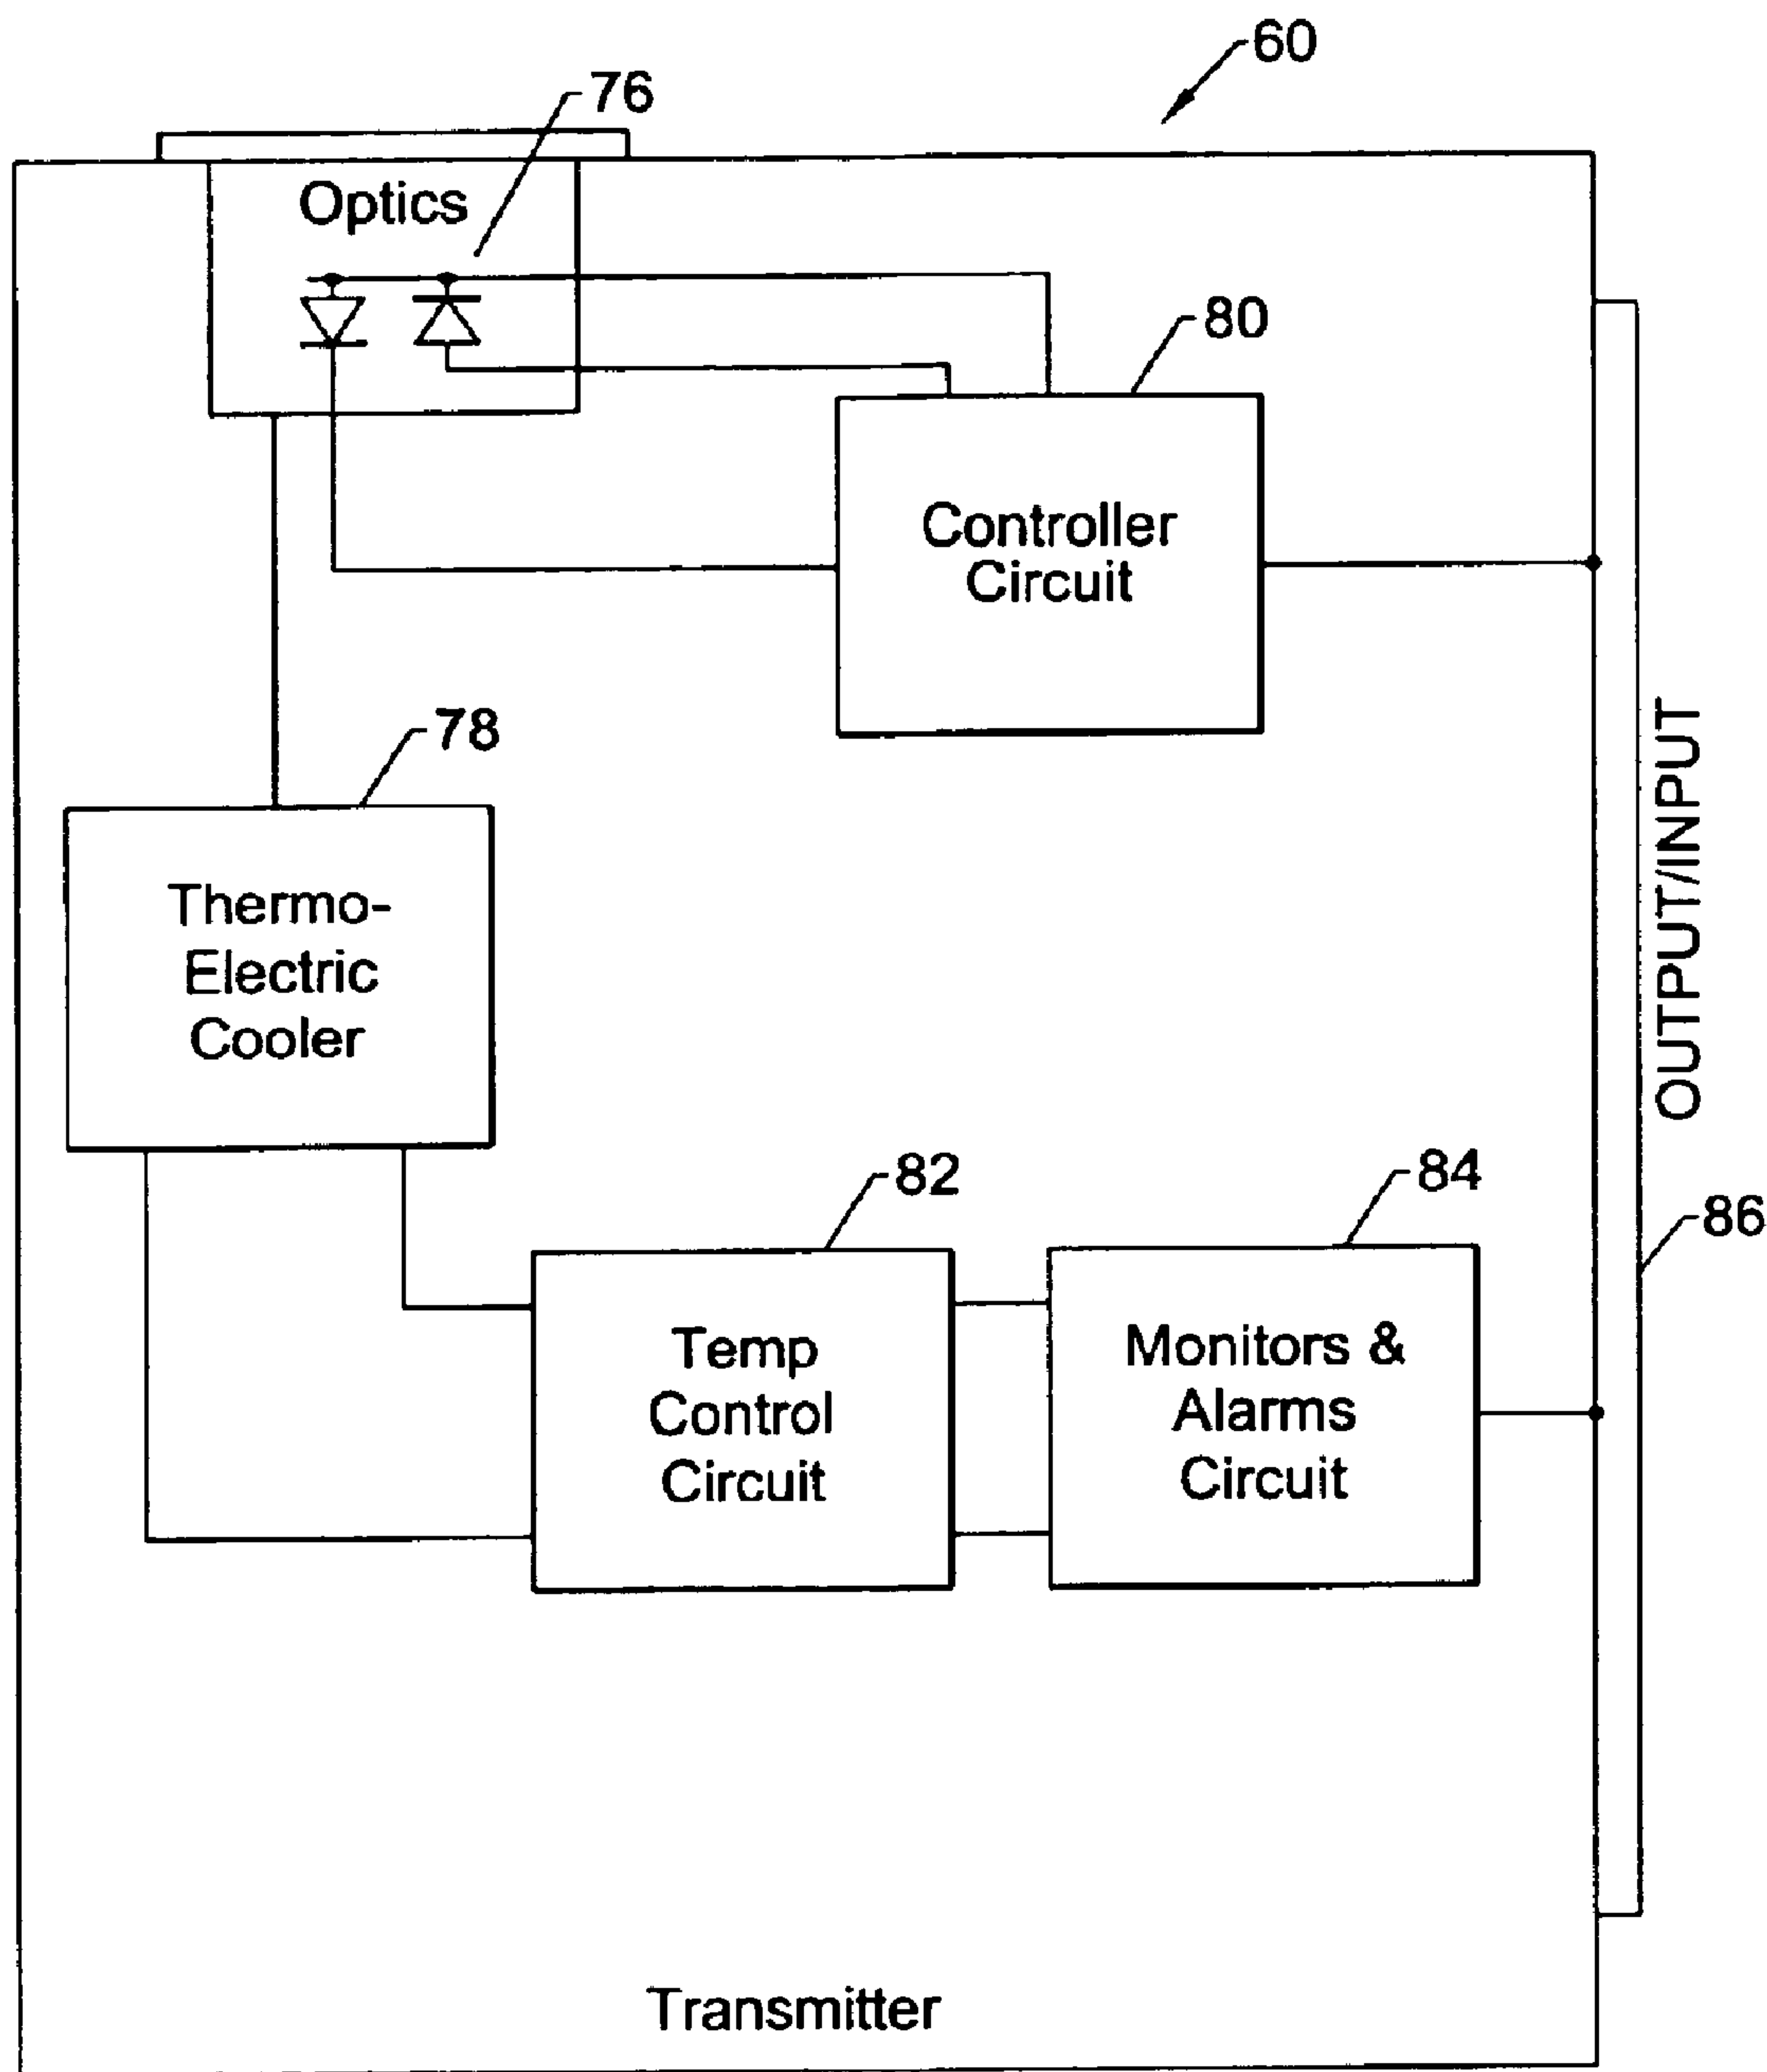 60
76
Optics
80
Controller
Circuit
78
Thermo-
Electric
Cooler
OUTPUT/INPUT
82
84
86
Temp
Control
Circuit
Monitors &
Alarms
Circuit
Transmitter